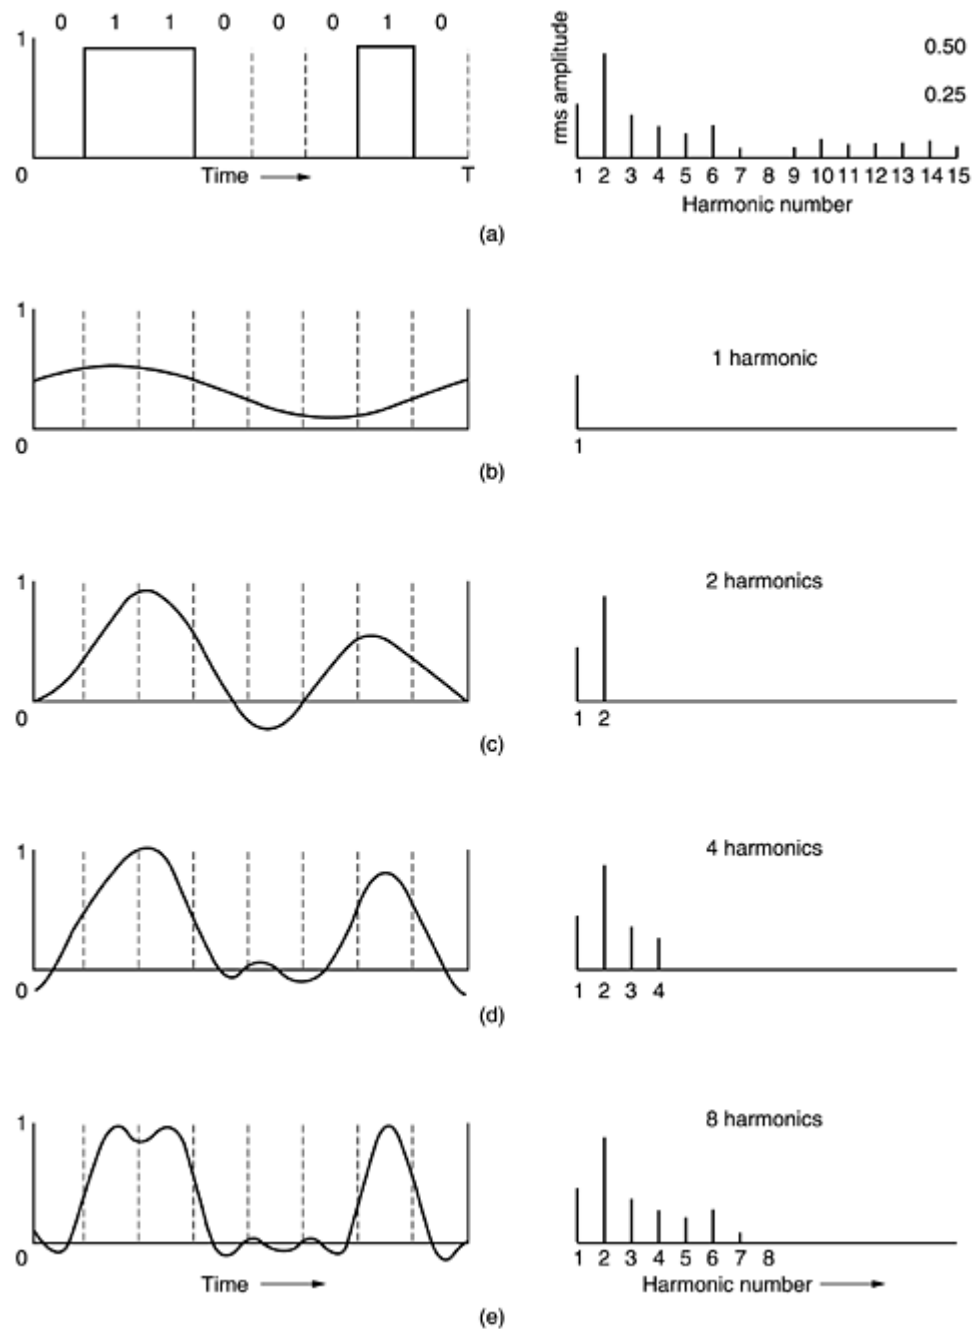 0 1 1 0 0 0 1 0
1
0
Time
T
rms amplitude
0.50
0.25
1 2 3 4 5 6 7 8 9 10 11 12 13 14 15
Harmonic number
(a)
1
0
1 harmonic
1
(b)
1
0
2 harmonics
1 2
(c)
1
0
4 harmonics
1 2 3 4
(d)
1
0
Time
8 harmonics
1 2 3 4 5 6 7 8
Harmonic number
(e)